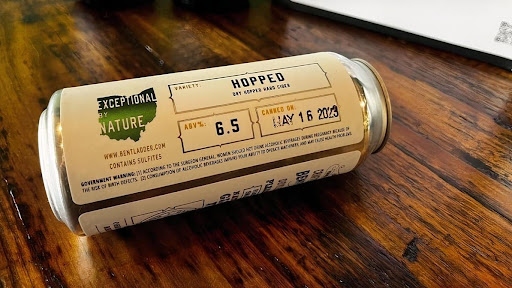 EXCEPTIONAL
BY
NATURE
WWW.BENTLADDER.COM
CONTAINS SULFITES
VARIETY:
HOPPED
DRY HOPPED HARD CIDER
ABV%:
6.5
CANNED ON:
MAY 16 2023
GOVERNMENT WARNING: (1) ACCORDING TO THE SURGEON GENERAL, WOMEN SHOULD NOT DRINK ALCOHOLIC BEVERAGES DURING PREGNANCY BECAUSE OF
THE RISK OF BIRTH DEFECTS. (2) CONSUMPTION OF ALCOHOLIC BEVERAGES IMPAIRS YOUR ABILITY TO OPERATE MACHINERY, AND MAY CAUSE HEALTH PROBLEMS.